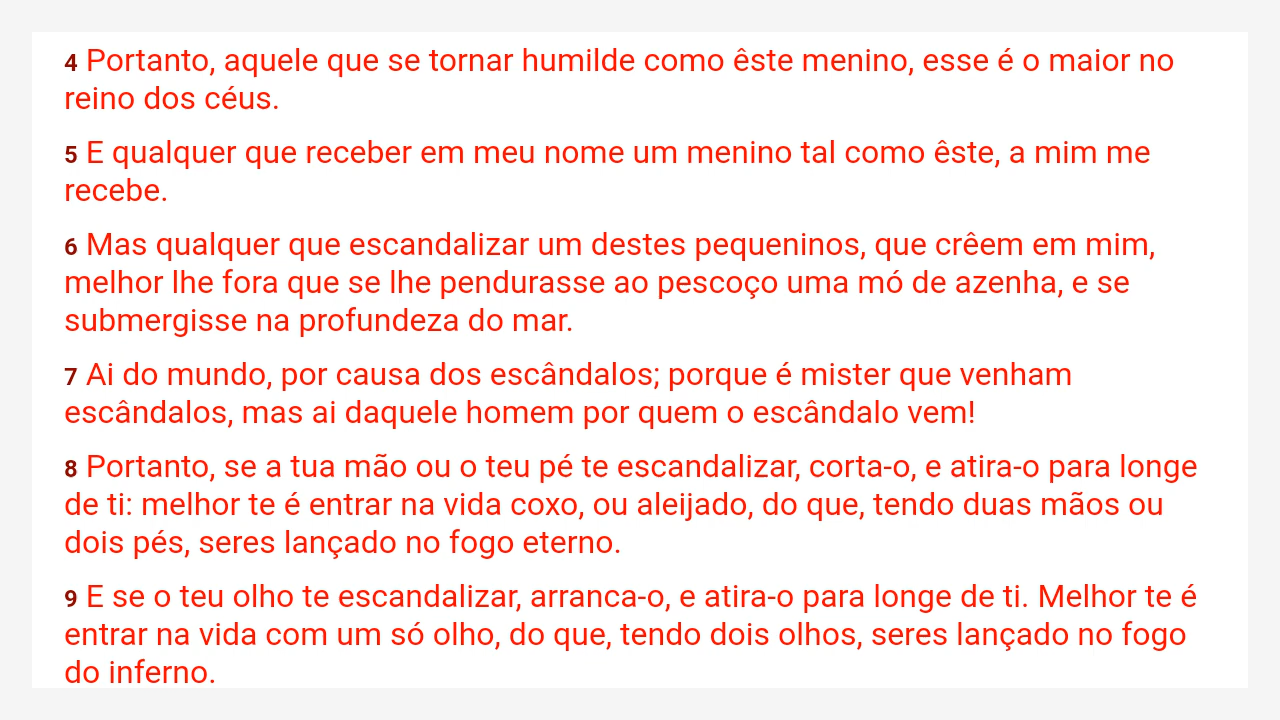 4 Portanto, aquele que se tornar humilde como êste menino, esse é o maior no
reino dos céus.
5 E qualquer que receber em meu nome um menino tal como êste, a mim me
recebe.
6 Mas qualquer que escandalizar um destes pequeninos, que crêem em mim,
melhor lhe fora que se lhe pendurasse ao pescoço uma mó de azenha, e se
submergisse na profundeza do mar.
7 Ai do mundo, por causa dos escândalos; porque é mister que venham
escândalos, mas ai daquele homem por quem o escândalo vem!
8 Portanto, se a tua mão ou o teu pé te escandalizar, corta-o, e atira-o para longe
de ti: melhor te é entrar na vida coxo, ou aleijado, do que, tendo duas mãos ou
dois pés, seres lançado no fogo eterno.
9 E se o teu olho te escandalizar, arranca-o, e atira-o para longe de ti. Melhor te é
entrar na vida com um só olho, do que, tendo dois olhos, seres lançado no fogo
do inferno.